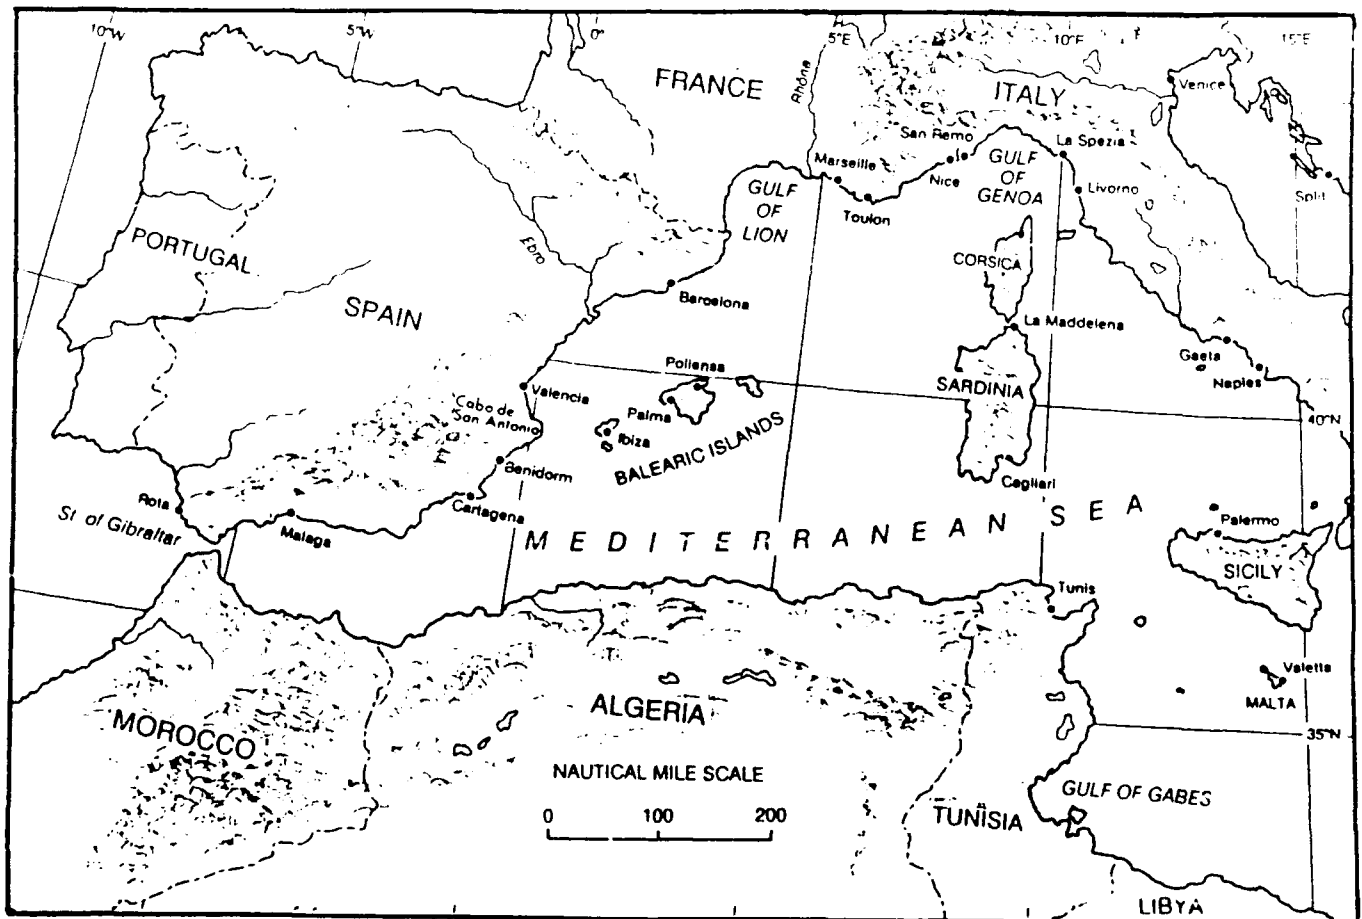 10°W
5°W
0°
5°E
10°E
15°E
FRANCE
Rhône
ITALY
Venice
San Remo
La Spezia
Marseille
GULF
OF
LION
Nice
GULF
OF
GENOA
Livorno
Toulon
Split
PORTUGAL
Ebro
CORSICA
SPAIN
Barcelona
La Maddelena
Pollensa
Gaeta
Naples
Valencia
SARDINIA
Cabo de
San Antonio
Palma
Ibiza
BALEARIC ISLANDS
40°N
Benidorm
Cagliari
Rota
Cartagena
St. of Gibraltar
Malaga
MEDITERRANEAN SEA
Palermo
SICILY
Tunis
Valetta
MALTA
MOROCCO
ALGERIA
35°N
NAUTICAL MILE SCALE
0 100 200
GULF OF GABES
TUNISIA
LIBYA